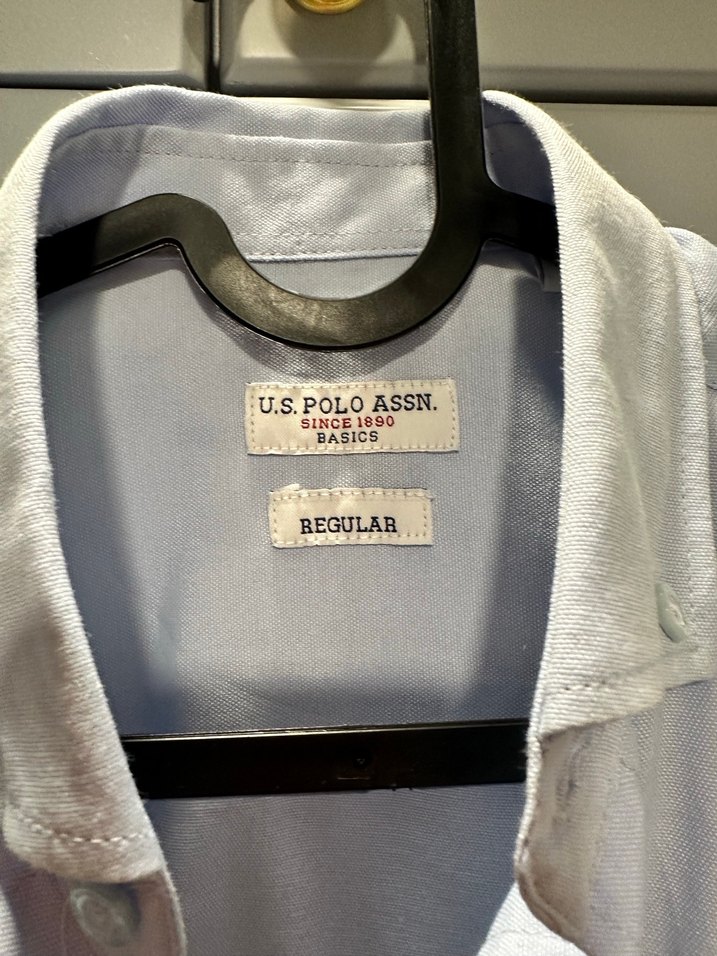 U.S. POLO ASSN.
SINCE 1890
BASICS
REGULAR